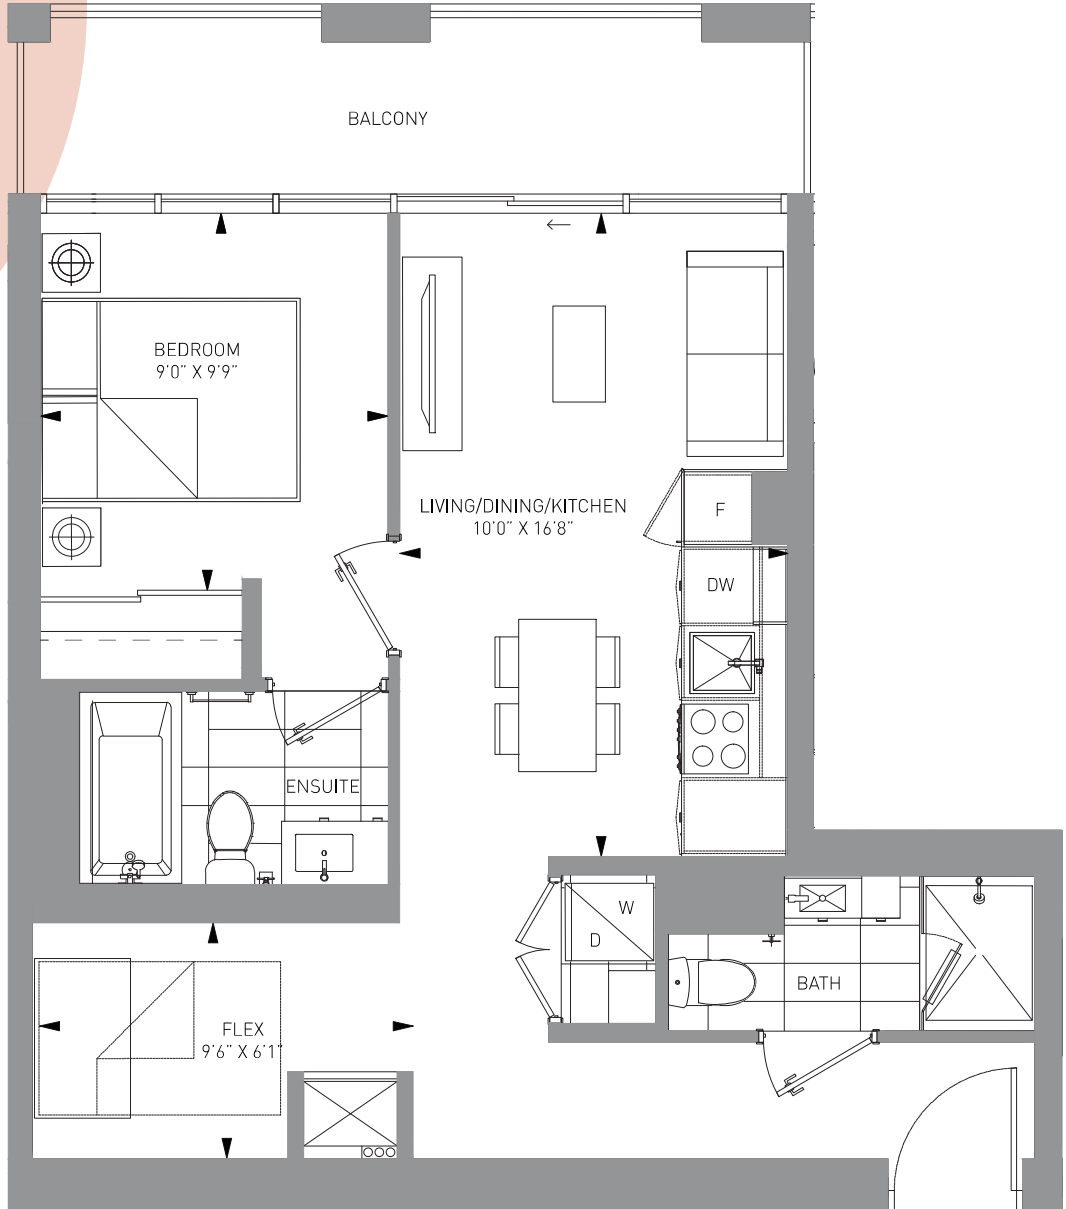 BALCONY
BEDROOM
9'0" X 9'9"
LIVING/DINING/KITCHEN
10'0" X 16'8"
F
DW
ENSUITE
W
D
BATH
FLEX
9'6" X 6'1"